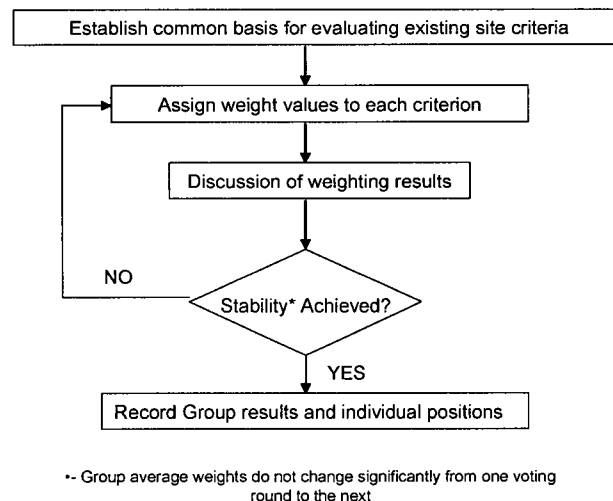 Establish common basis for evaluating existing site criteria
Assign weight values to each criterion
Discussion of weighting results
NO
Stability* Achieved?
YES
Record Group results and individual positions
*- Group average weights do not change significantly from one voting
round to the next